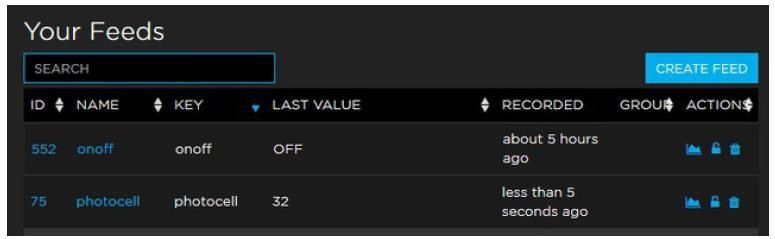 Your Feeds
SEARCH
CREATE FEED
ID NAME KEY LAST VALUE RECORDED GROUP ACTIONS
552 onoff onoff OFF about 5 hours
ago
75 photocell photocell 32 less than 5
seconds ago